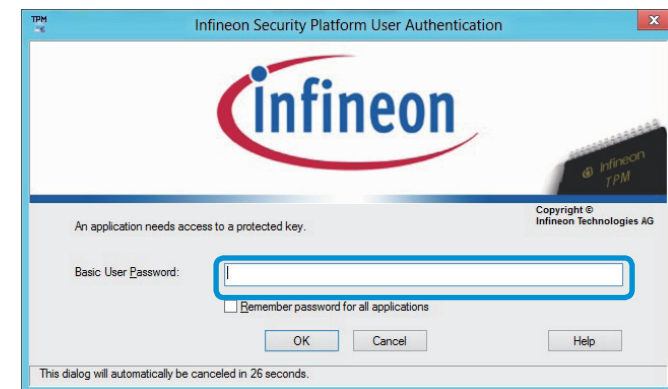 TPM
Infineon Security Platform User Authentication
X
infineon
infineon
TPM
Copyright ©
Infineon Technologies AG
An application needs access to a protected key.
Basic User Password:
Remember password for all applications
OK Cancel Help
This dialog will automatically be canceled in 26 seconds.